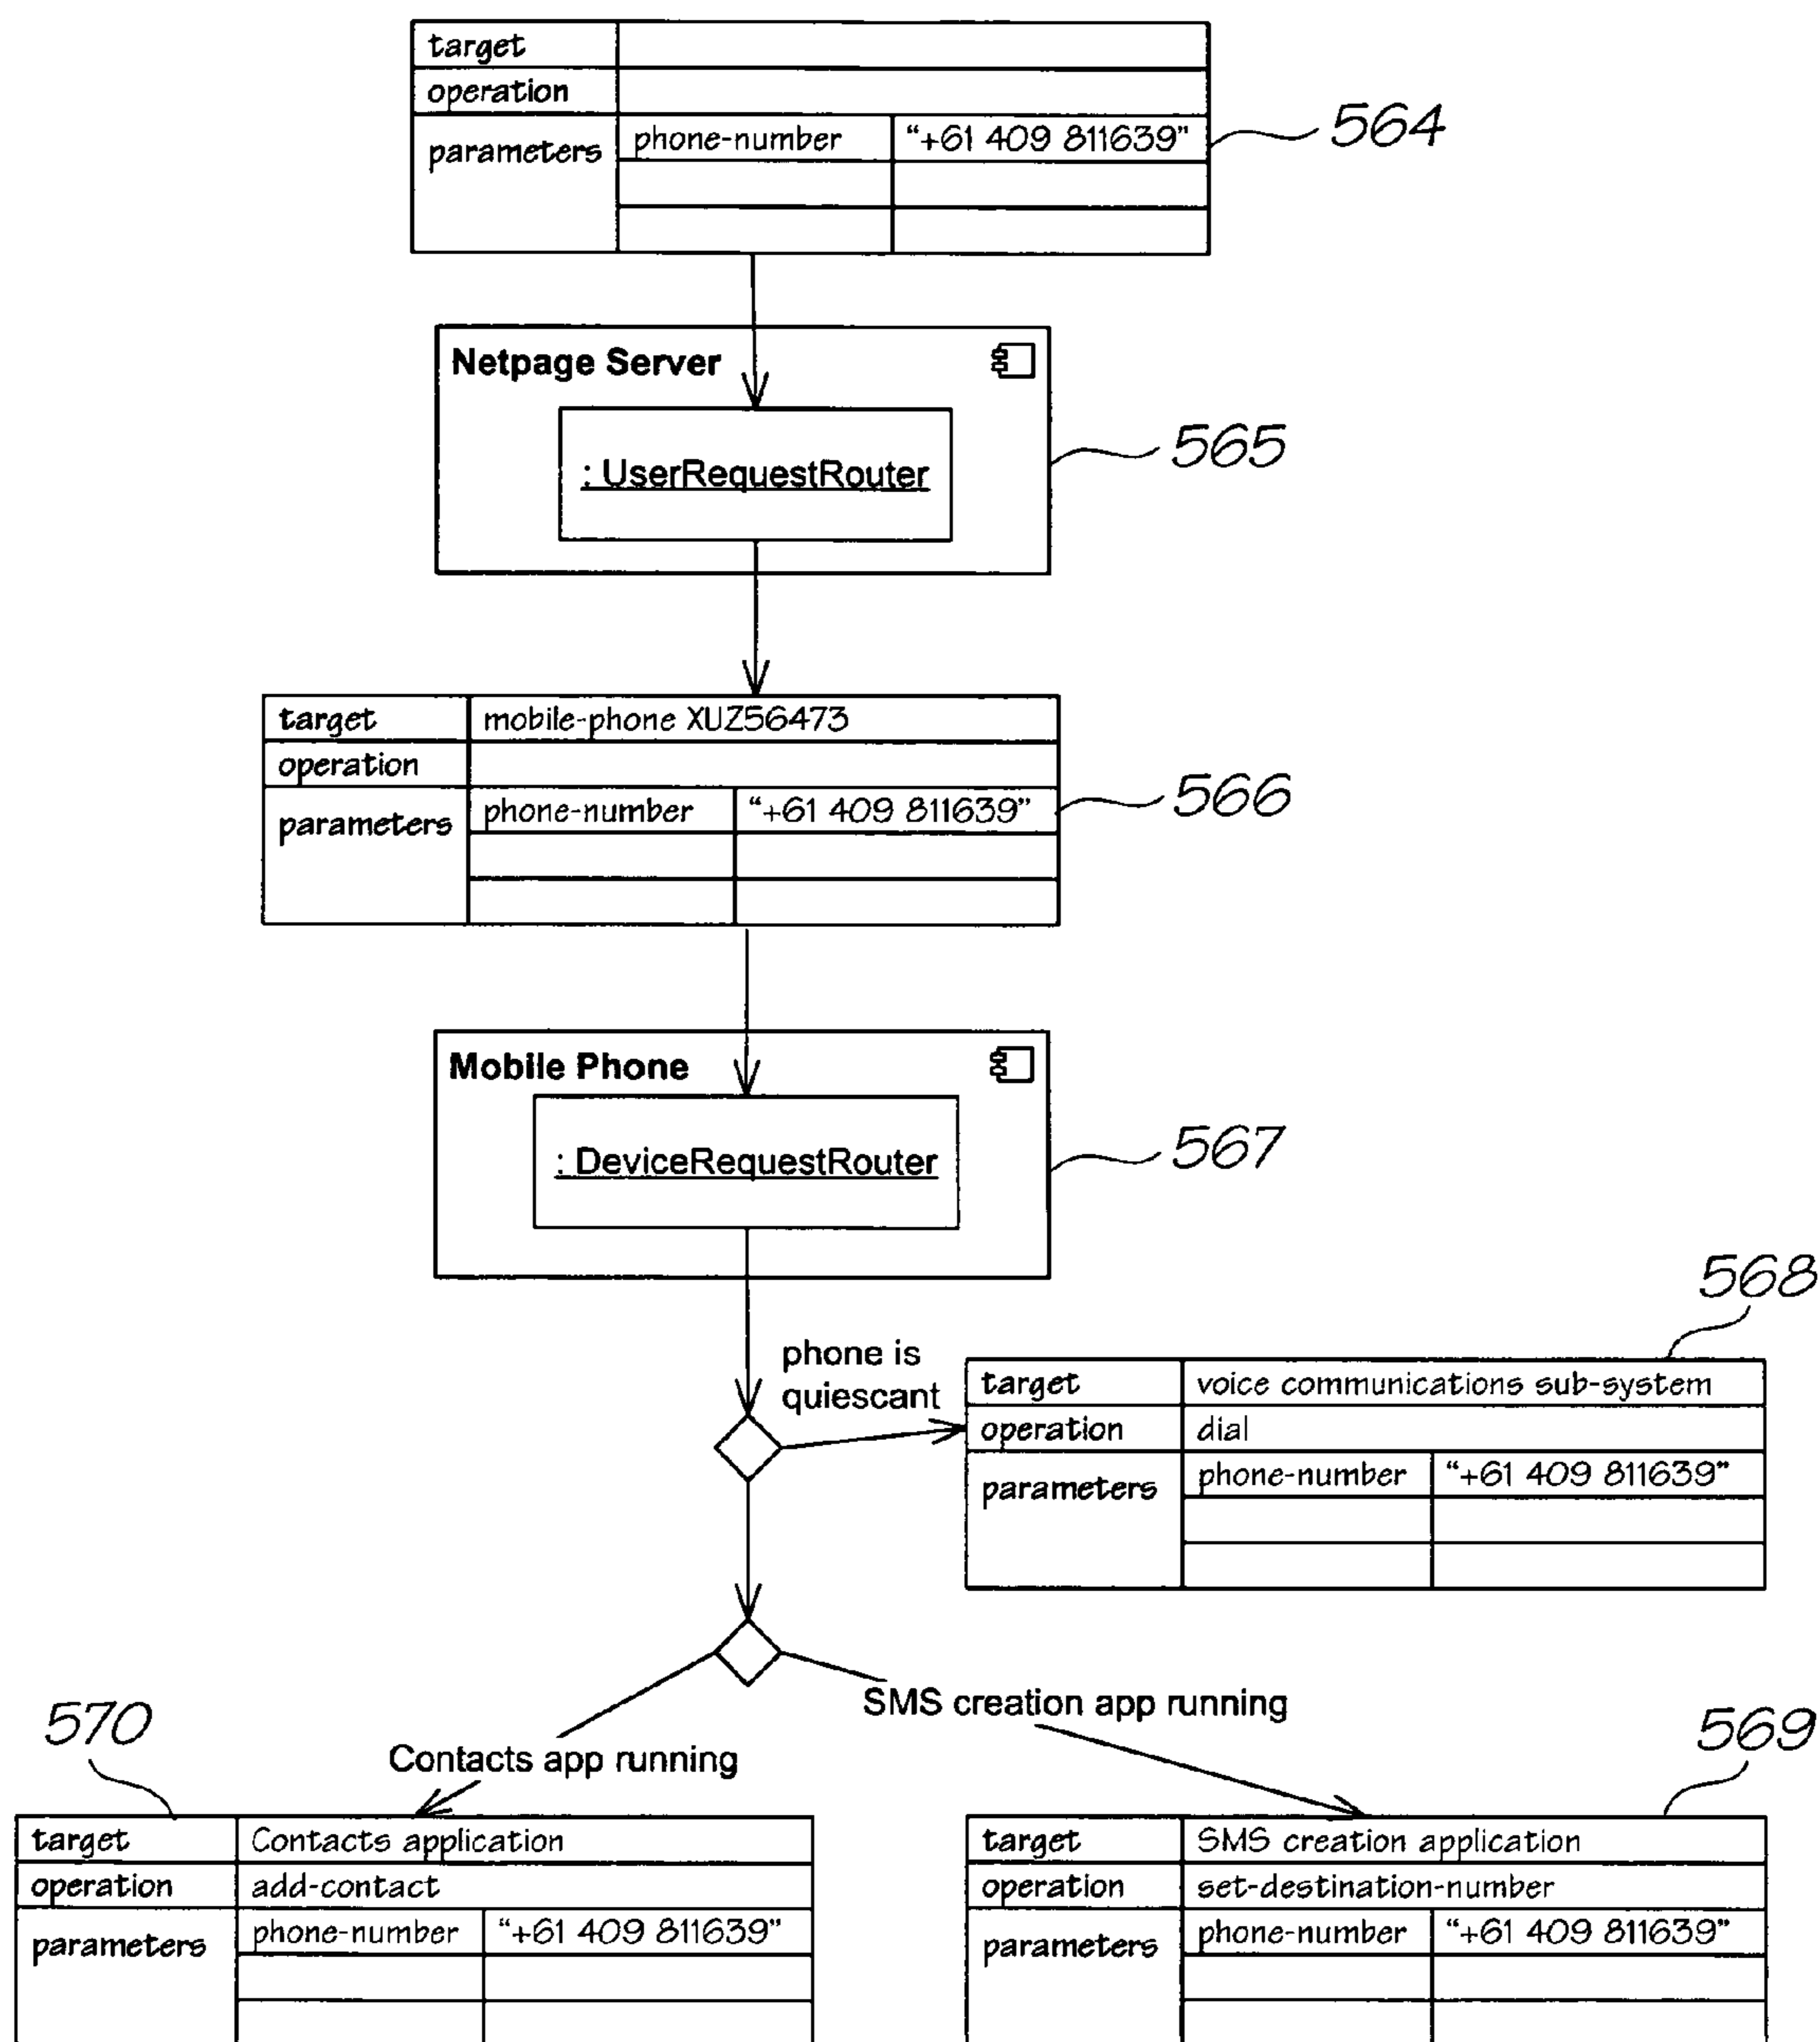 target
operation
parameters phone-number "+61 409 811639"
564
Netpage Server
: UserRequestRouter
565
target mobile-phone XUZ56473
operation
parameters phone-number "+61 409 811639"
566
Mobile Phone
: DeviceRequestRouter
567
phone is
quiescant
568
target voice communications sub-system
operation dial
parameters phone-number "+61 409 811639"
SMS creation app running
Contacts app running
570
target Contacts application
operation add-contact
parameters phone-number "+61 409 811639"
569
target SMS creation application
operation set-destination-number
parameters phone-number "+61 409 811639"